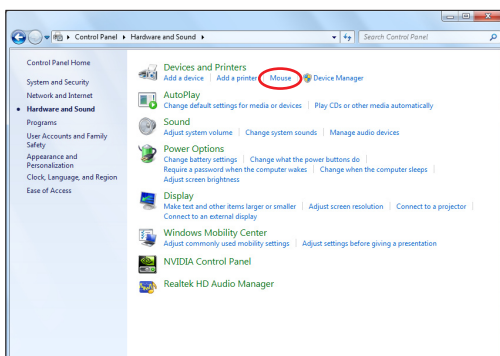 Control Panel ▸ Hardware and Sound ▸
Search Control Panel
Control Panel Home
System and Security
Network and Internet
Hardware and Sound
Programs
User Accounts and Family
Safety
Appearance and
Personalization
Clock, Language, and Region
Ease of Access
Devices and Printers
Add a device | Add a printer | Mouse | Device Manager
AutoPlay
Change default settings for media or devices | Play CDs or other media automatically
Sound
Adjust system volume | Change system sounds | Manage audio devices
Power Options
Change battery settings | Change what the power buttons do |
Require a password when the computer wakes | Change when the computer sleeps |
Adjust screen brightness
Display
Make text and other items larger or smaller | Adjust screen resolution | Connect to a projector |
Connect to an external display
Windows Mobility Center
Adjust commonly used mobility settings | Adjust settings before giving a presentation
NVIDIA Control Panel
Realtek HD Audio Manager